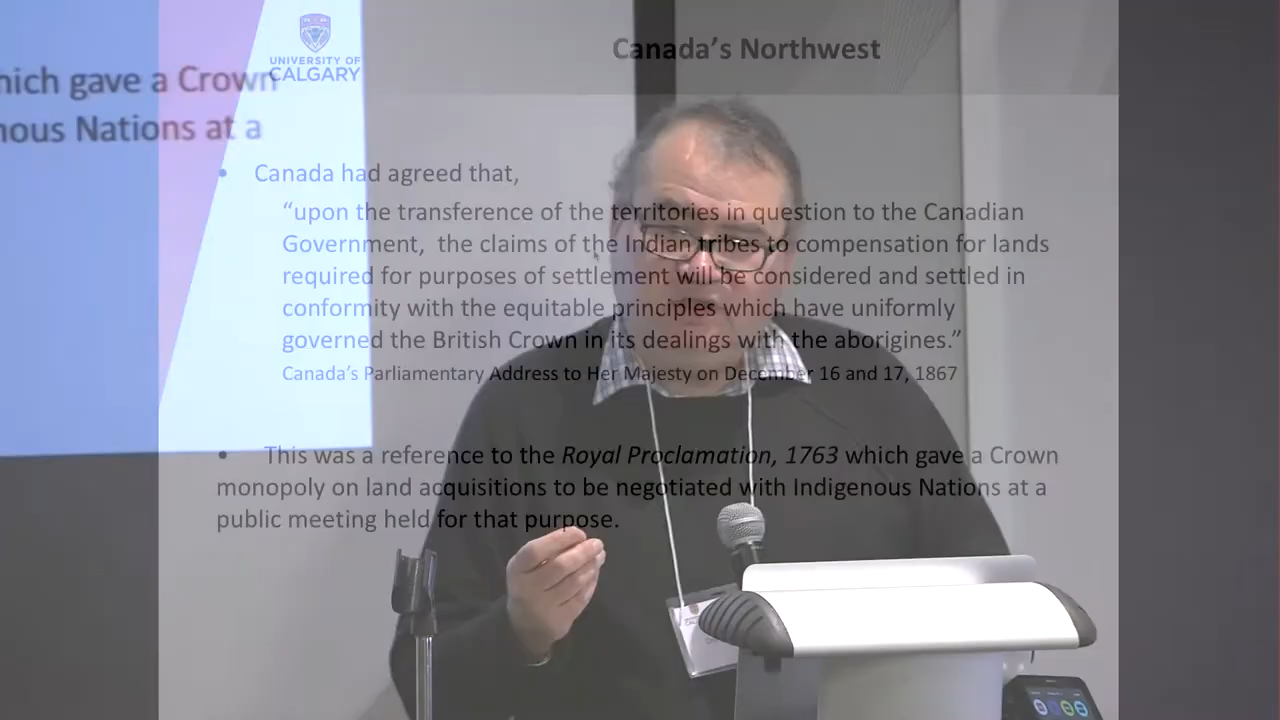 UNIVERSITY OF
CALGARY
Canada's Northwest
hich gave a Crown
nous Nations at a
• Canada had agreed that,
“upon the transference of the territories in question to the Canadian
Government, the claims of the Indian tribes to compensation for lands
required for purposes of settlement will be considered and settled in
conformity with the equitable principles which have uniformly
governed the British Crown in its dealings with the aborigines.”
Canada's Parliamentary Address to Her Majesty on December 16 and 17, 1867
• This was a reference to the Royal Proclamation, 1763 which gave a Crown
monopoly on land acquisitions to be negotiated with Indigenous Nations at a
public meeting held for that purpose.